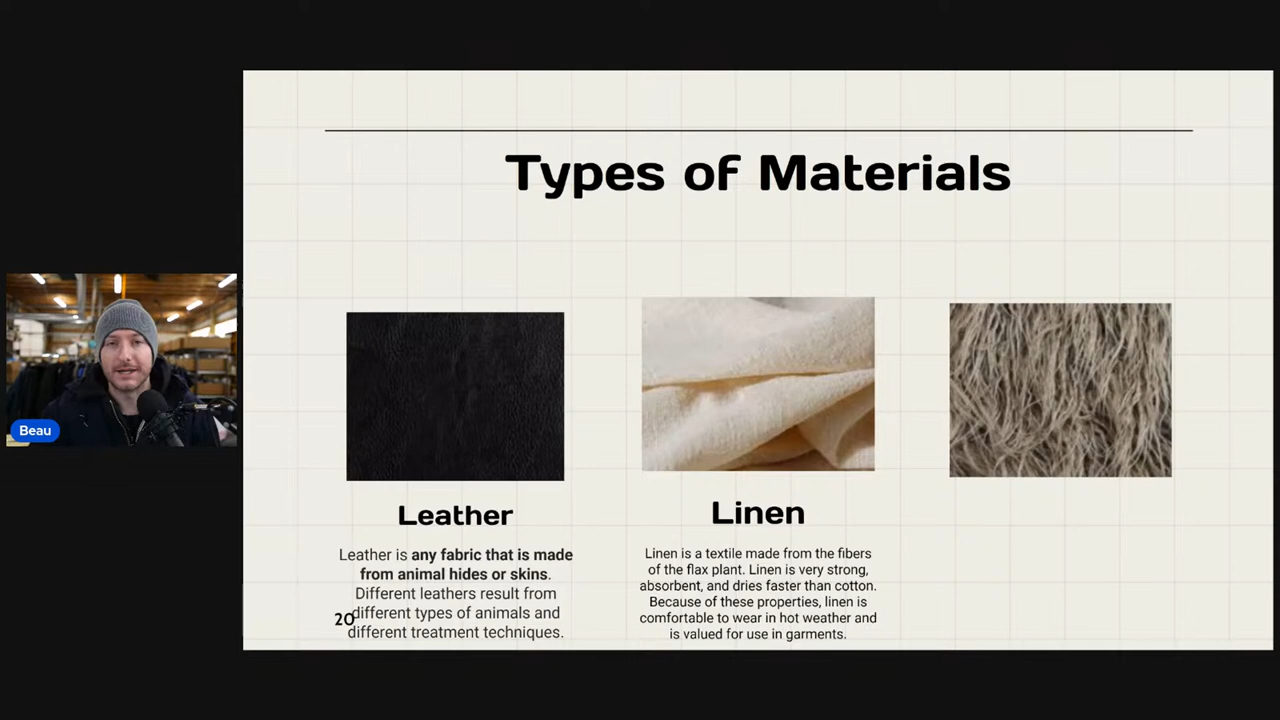 Types of Materials
Beau
Leather
Leather is any fabric that is made
from animal hides or skins.
Different leathers result from
different types of animals and
different treatment techniques.
20
Linen
Linen is a textile made from the fibers
of the flax plant. Linen is very strong,
absorbent, and dries faster than cotton.
Because of these properties, linen is
comfortable to wear in hot weather and
is valued for use in garments.